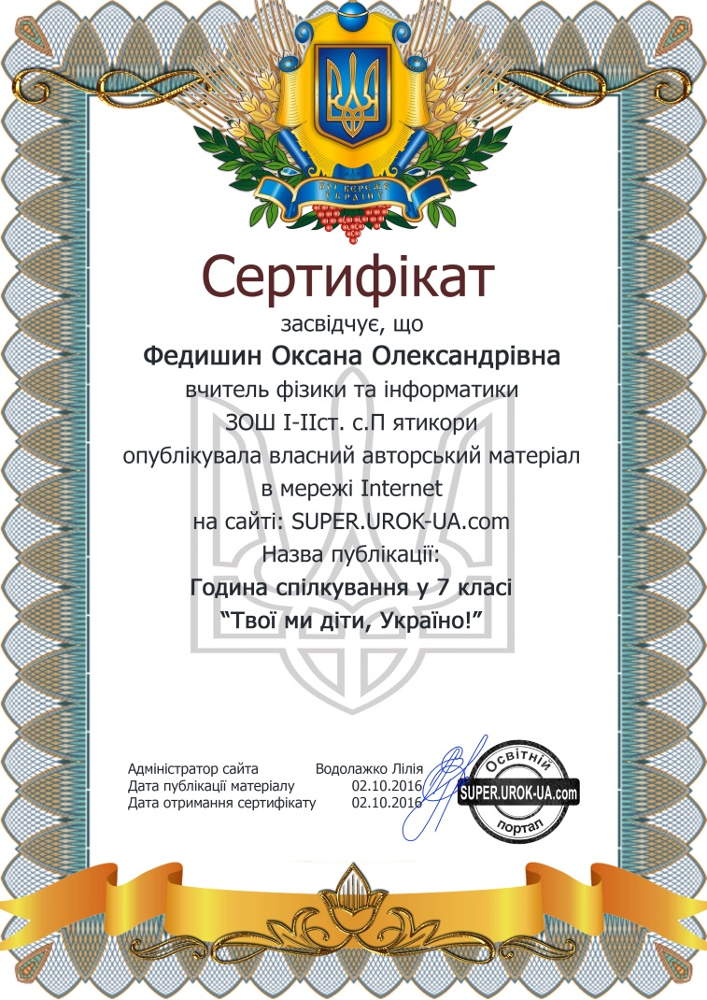 БОГ БЕРЕЖЕ
УКРАЇНУ
Сертифікат
засвідчує, що
Федишин Оксана Олександрівна
вчитель фізики та інформатики
ЗОШ І-ІІст. с.П ятикори
опублікувала власний авторський матеріал
в мережі Internet
на сайті: SUPER.UROK-UA.com
Назва публікації:
Година спілкування у 7 класі
“Твої ми діти, Україно!”
Адміністратор сайта Водолажко Лілія
Дата публікації матеріалу 02.10.2016
Дата отримання сертифікату 02.10.2016
Освітній
SUPER.UROK-UA.com
портал